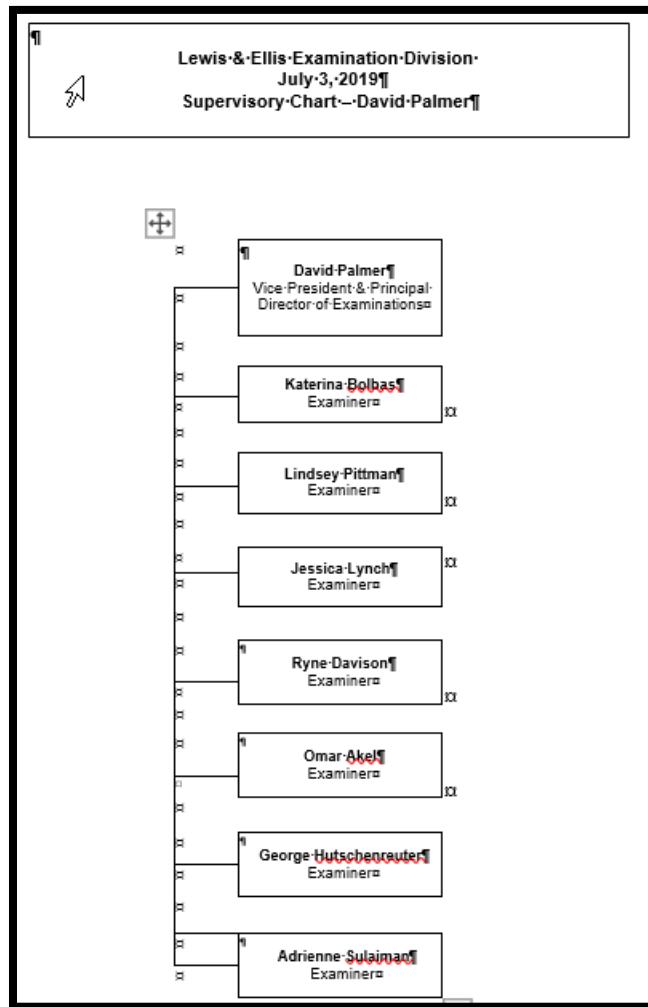 Lewis & Ellis Examination Division
July 3, 2019¶
Supervisory Chart – David Palmer¶
David Palmer¶
Vice President & Principal
Director of Examinations¤
Katerina Bolbas¶
Examiner¤
Lindsey Pittman¶
Examiner¤
Jessica Lynch¶
Examiner¤
Ryne Davison¶
Examiner¤
Omar Akel¶
Examiner¤
George Hutschenreuter¶
Examiner¤
Adrienne Sulaiman¶
Examiner¤